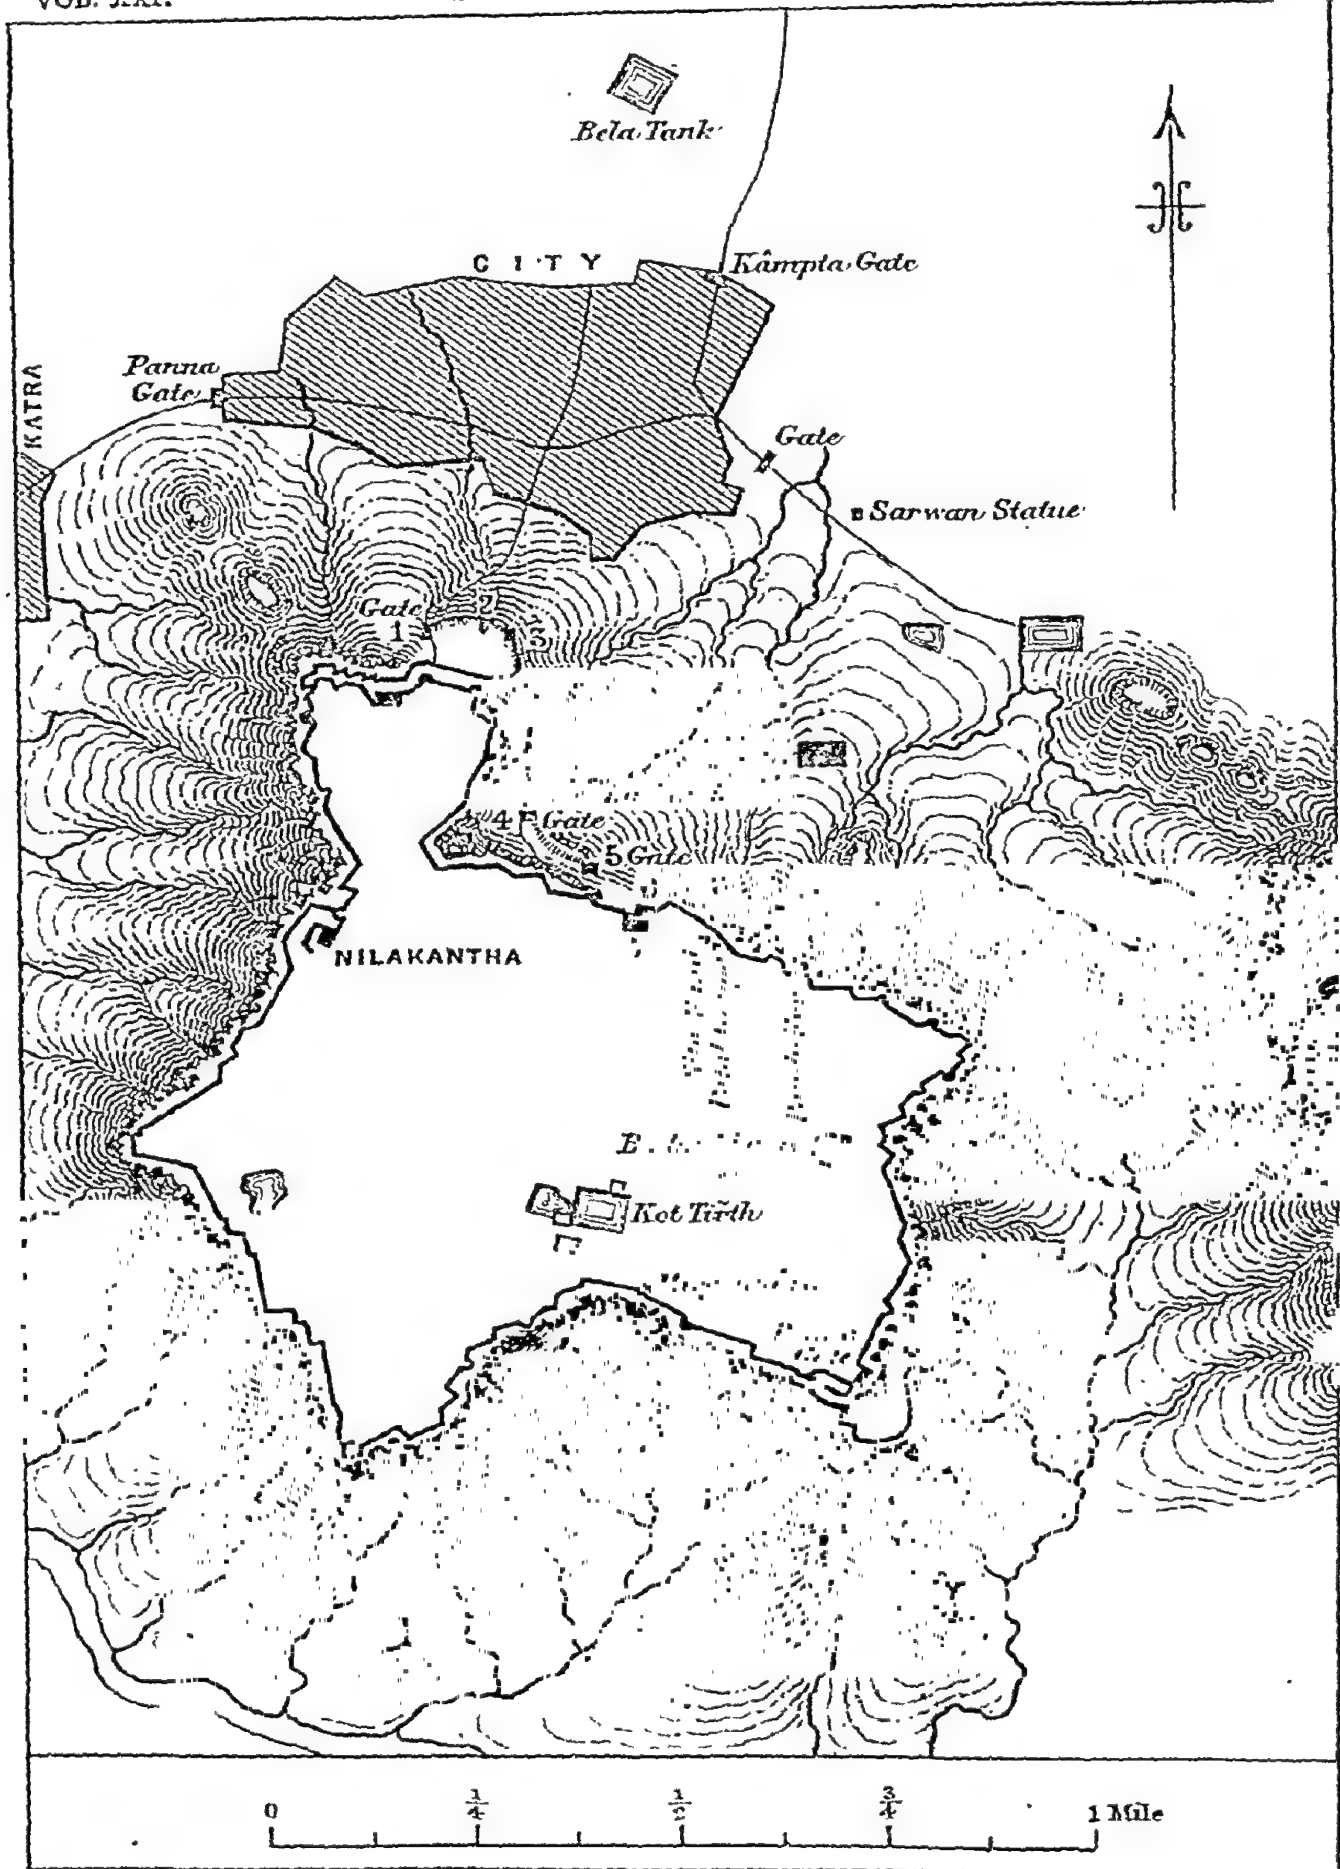 Bela Tank
CITY
Kâmpta Gate
Panna
Gate
KATRA
Gate
Sarwan Statue
Gate
1
2
3
4 Gate
5 Gate
NILAKANTHA
Kot Tirth
0 1/4 1/2 3/4 1 Mile